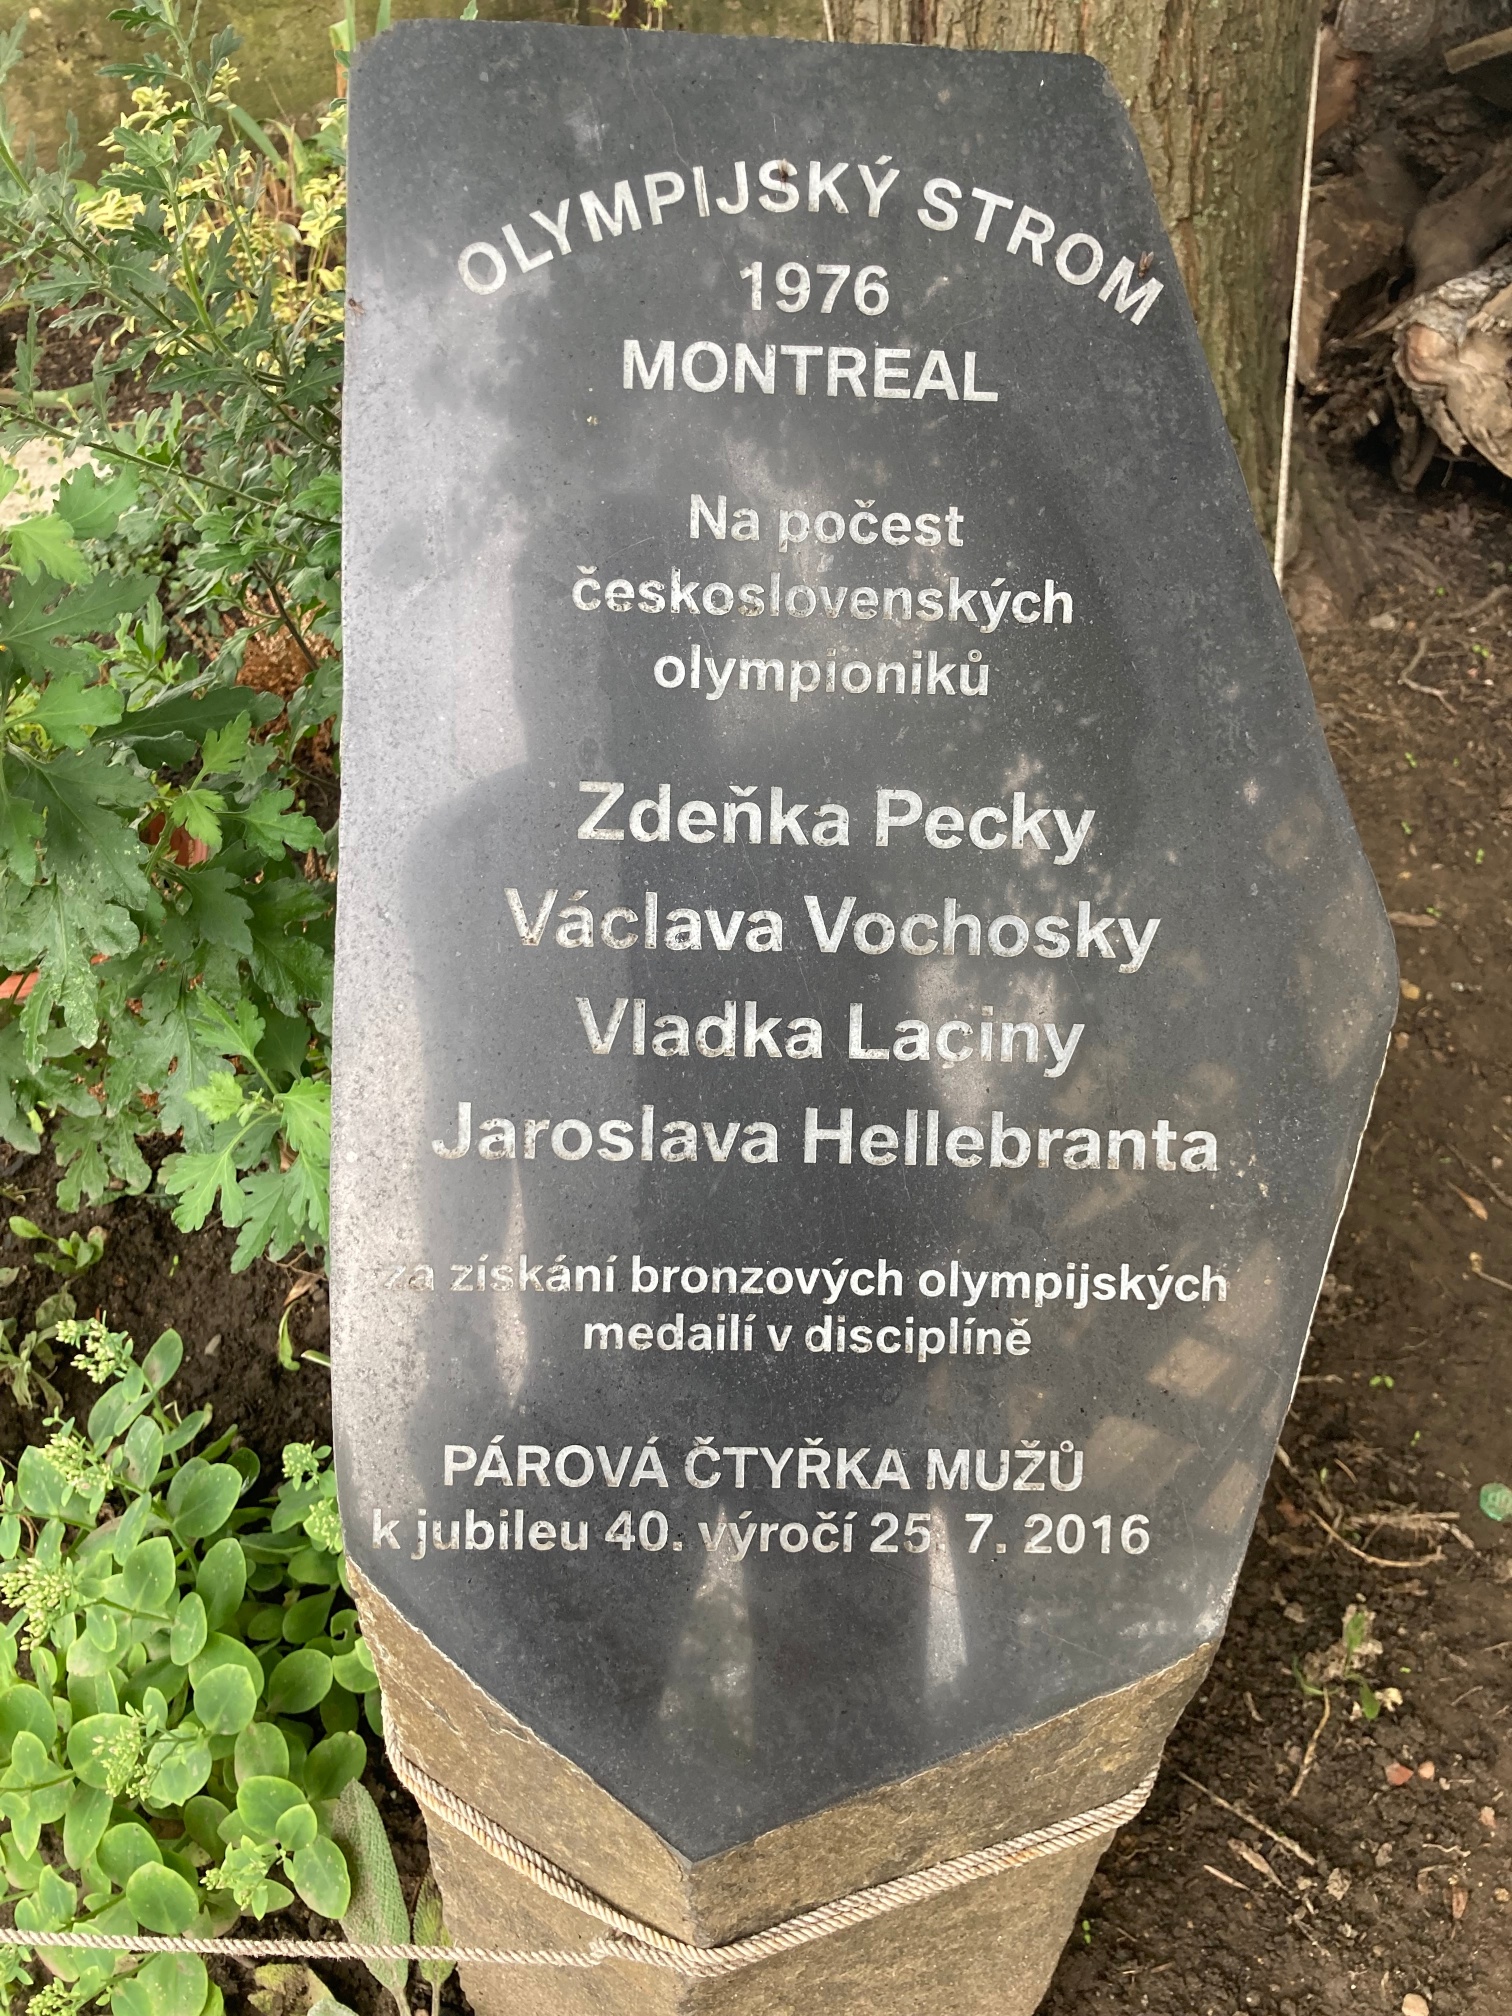 OLYMPIJSKÝ STROM
1976
MONTREAL
Na počest
československých
olympioniků
Zdeňka Pecky
Václava Vochosky
Vladka Laciny
Jaroslava Hellebranta
za získání bronzových olympijských
medailí v disciplíně
PÁROVÁ ČTYŘKA MUŽŮ
k jubileu 40. výročí 25. 7. 2016